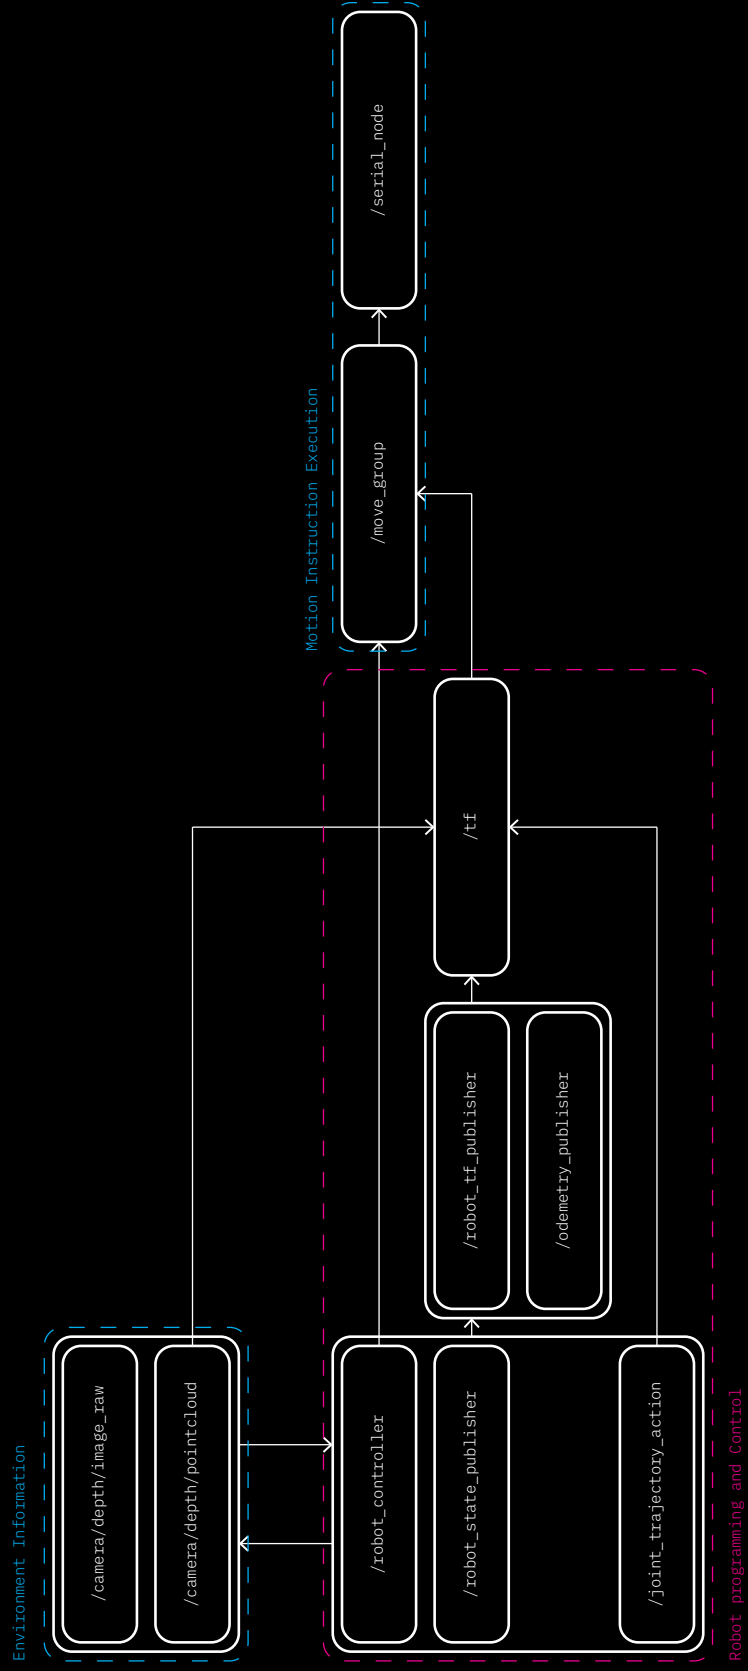 Environment Information
/camera/depth/image_raw
/camera/depth/pointcloud
Motion Instruction Execution
/robot_controller
/move_group
/serial_node
/robot_state_publisher
/robot_tf_publisher
/tf
/odemetry_publisher
/joint_trajectory_action
Robot programming and Control